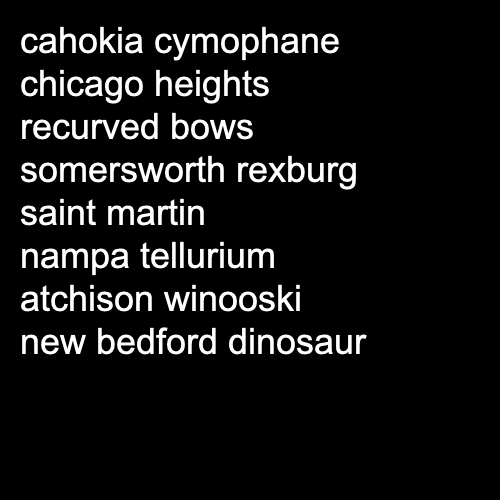 cahokia cymophane
chicago heights
recurved bows
somersworth rexburg
saint martin
nampa tellurium
atchison winooski
new bedford dinosaur